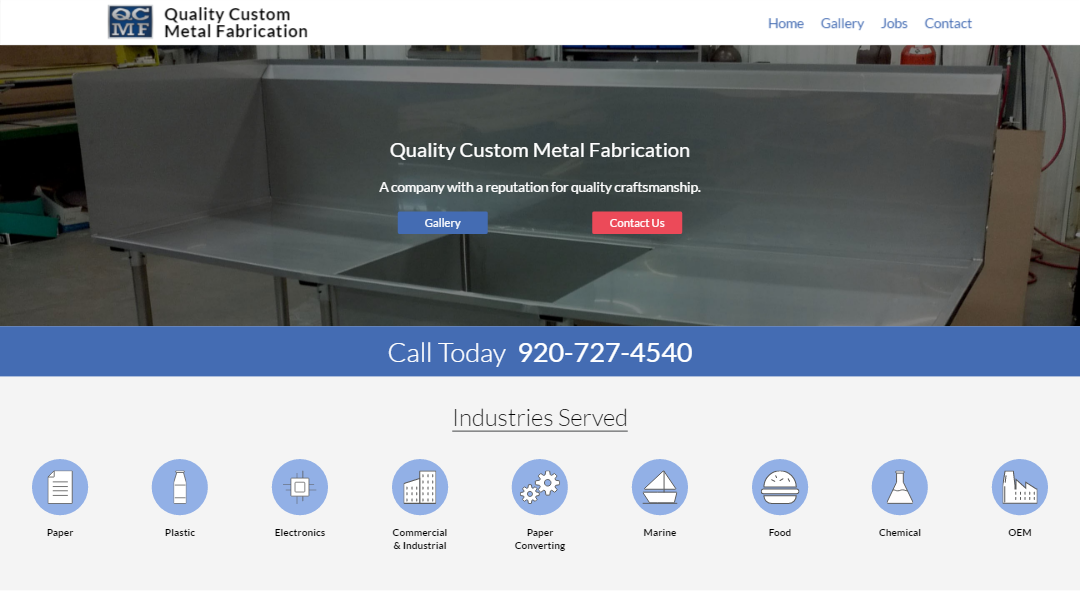 QC
MF
Quality Custom
Metal Fabrication
Home Gallery Jobs Contact
Quality Custom Metal Fabrication
A company with a reputation for quality craftsmanship.
Gallery Contact Us
Call Today 920-727-4540
Industries Served
Paper
Plastic
Electronics
Commercial
& Industrial
Paper
Converting
Marine
Food
Chemical
OEM